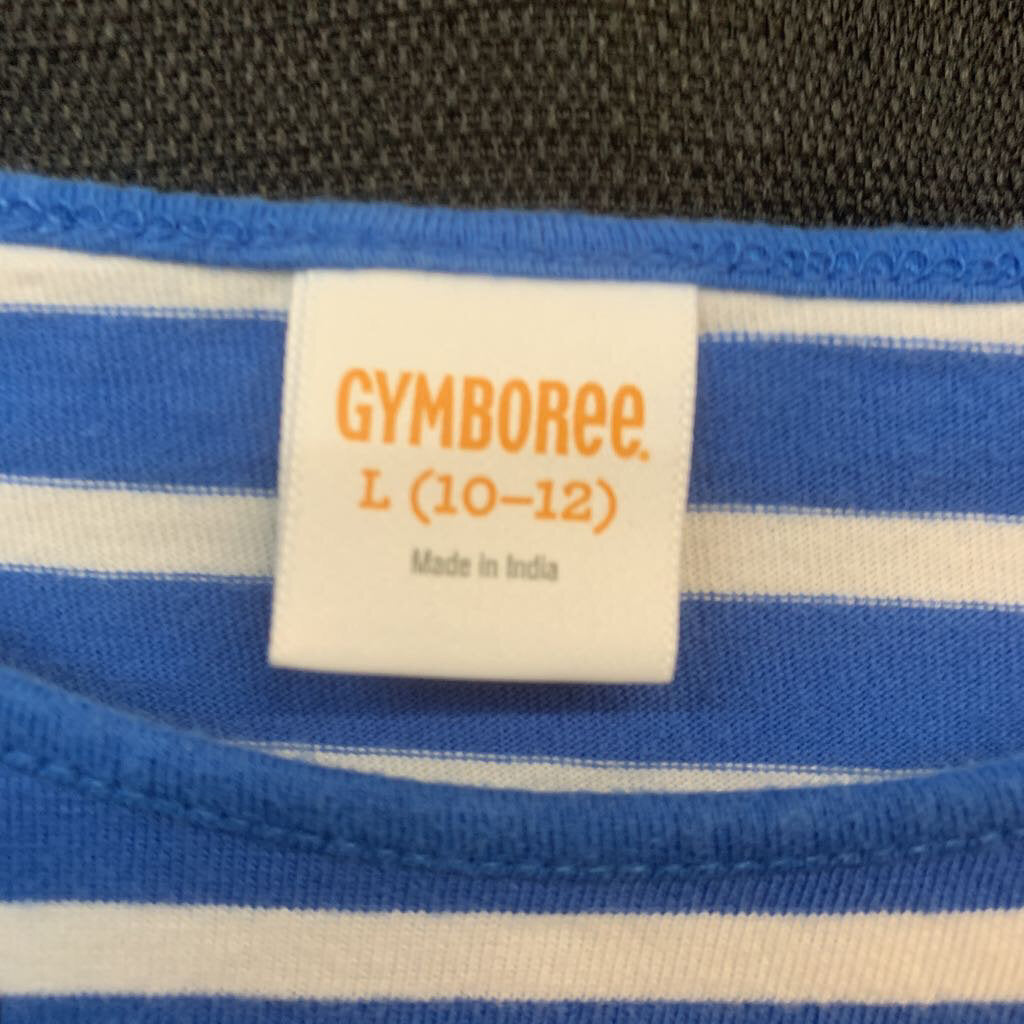 GYMBORee.
L (10–12)
Made in India